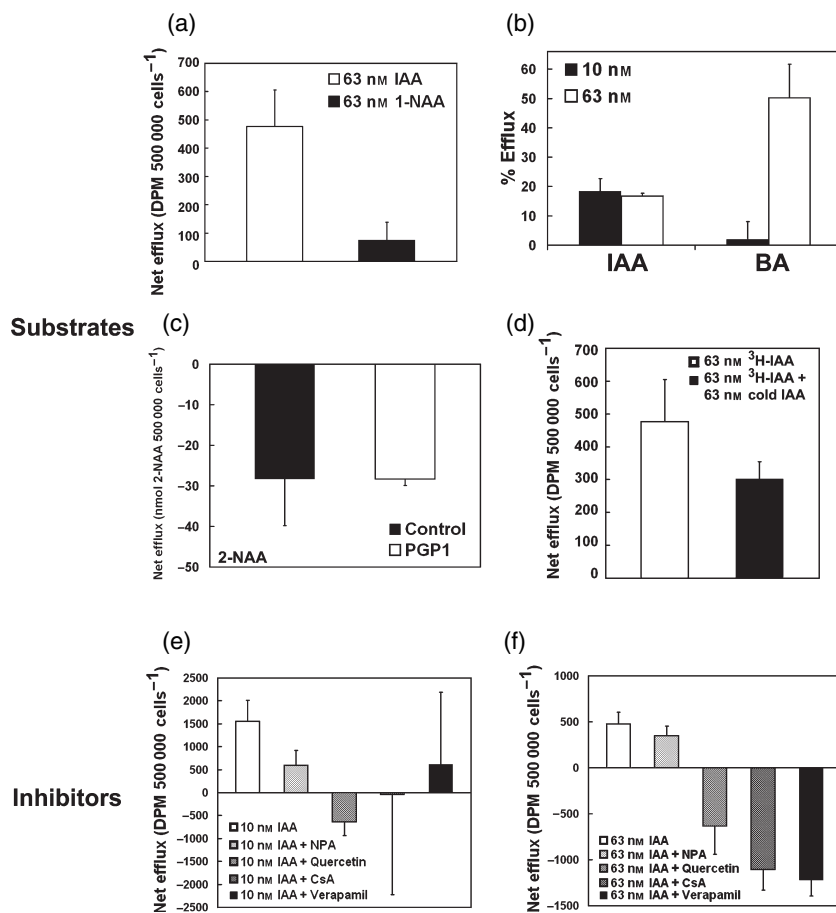 (a)
Net efflux (DPM 500 000 cells⁻¹)
700
600
500
400
300
200
100
0
63 nM IAA
63 nM 1-NAA
(b)
% Efflux
60
50
40
30
20
10
0
10 nM
63 nM
IAA
BA
Substrates
(c)
Net efflux (nmol 2-NAA 500 000 cells⁻¹)
0
−10
−20
−30
−40
−50
2-NAA
Control
PGP1
(d)
Net efflux (DPM 500 000 cells⁻¹)
700
600
500
400
300
200
100
0
63 nM ³H-IAA
63 nM ³H-IAA +
63 nM cold IAA
Inhibitors
(e)
Net efflux (DPM 500 000 cells⁻¹)
2500
2000
1500
1000
500
0
−500
−1000
−1500
−2000
−2500
10 nM IAA
10 nM IAA + NPA
10 nM IAA + Quercetin
10 nM IAA + CsA
10 nM IAA + Verapamil
(f)
Net efflux (DPM 500 000 cells⁻¹)
1000
500
0
−500
−1000
−1500
63 nM IAA
63 nM IAA + NPA
63 nM IAA + Quercetin
63 nM IAA + CsA
63 nM IAA + Verapamil